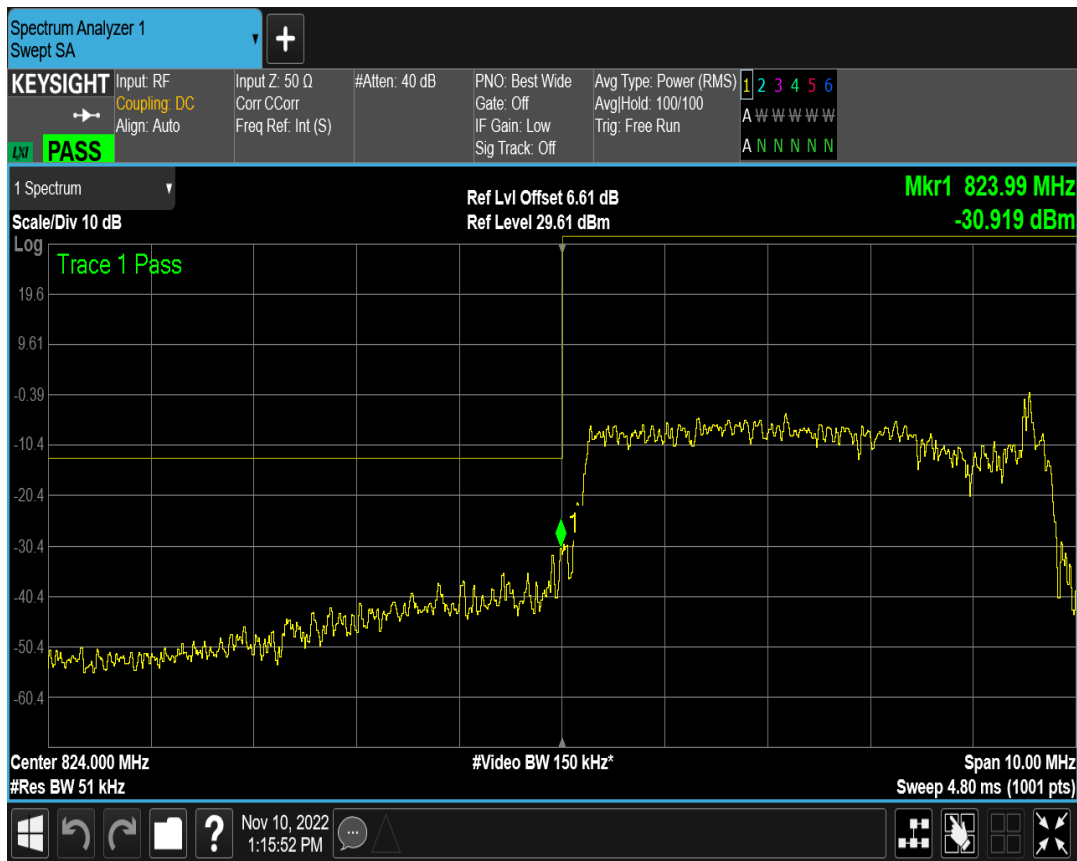 Spectrum Analyzer 1
Swept SA
+
KEYSIGHT
Input: RF
Coupling: DC
Align: Auto
LXI PASS
Input Z: 50 Ω
Corr CCorr
Freq Ref: Int (S)
#Atten: 40 dB
PNO: Best Wide
Gate: Off
IF Gain: Low
Sig Track: Off
Avg Type: Power (RMS)
Avg|Hold: 100/100
Trig: Free Run
1 2 3 4 5 6
A W W W W W
A N N N N N
1 Spectrum
Scale/Div 10 dB
Ref Lvl Offset 6.61 dB
Ref Level 29.61 dBm
Mkr1 823.99 MHz
-30.919 dBm
Log
Trace 1 Pass
19.6
9.61
-0.39
-10.4
-20.4
1
-30.4
-40.4
-50.4
-60.4
Center 824.000 MHz
#Video BW 150 kHz*
Span 10.00 MHz
#Res BW 51 kHz
Sweep 4.80 ms (1001 pts)
?
Nov 10, 2022
1:15:52 PM